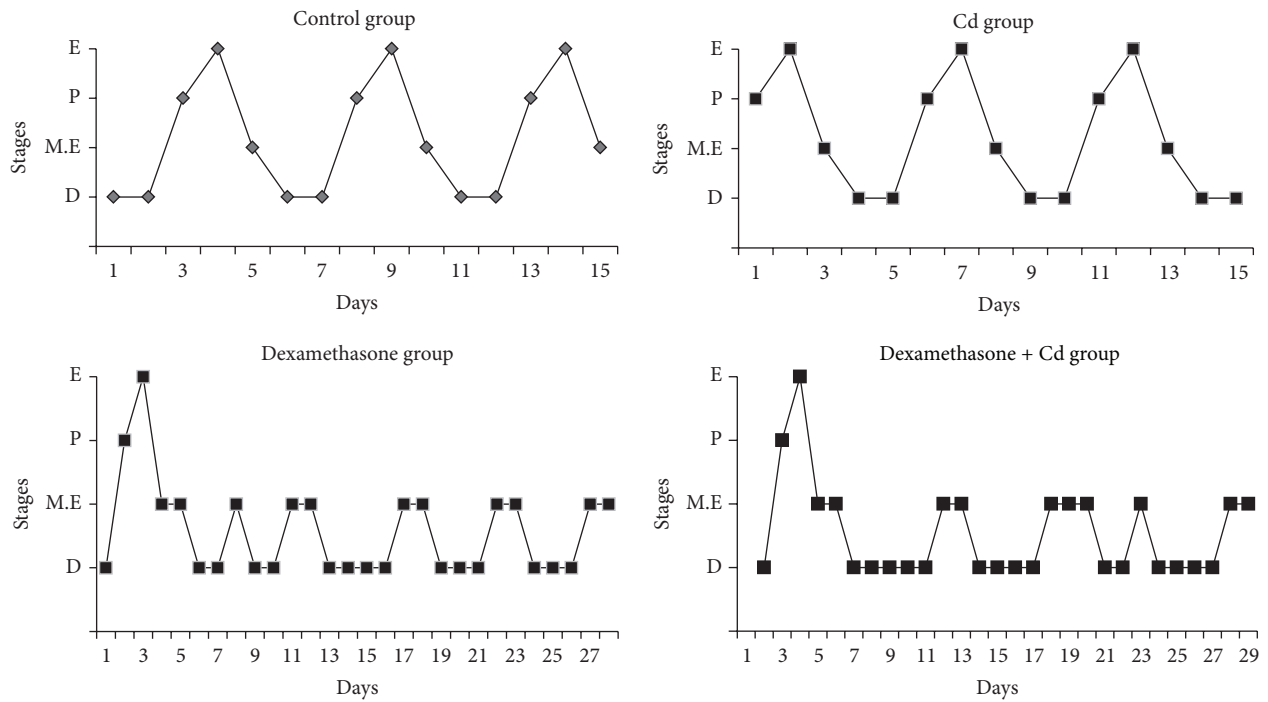 Control group
E
P
M.E
D
Stages
1 3 5 7 9 11 13 15
Days
Cd group
E
P
M.E
D
Stages
1 3 5 7 9 11 13 15
Days
Dexamethasone group
E
P
M.E
D
Stages
1 3 5 7 9 11 13 15 17 19 21 23 25 27
Days
Dexamethasone + Cd group
E
P
M.E
D
Stages
1 3 5 7 9 11 13 15 17 19 21 23 25 27 29
Days